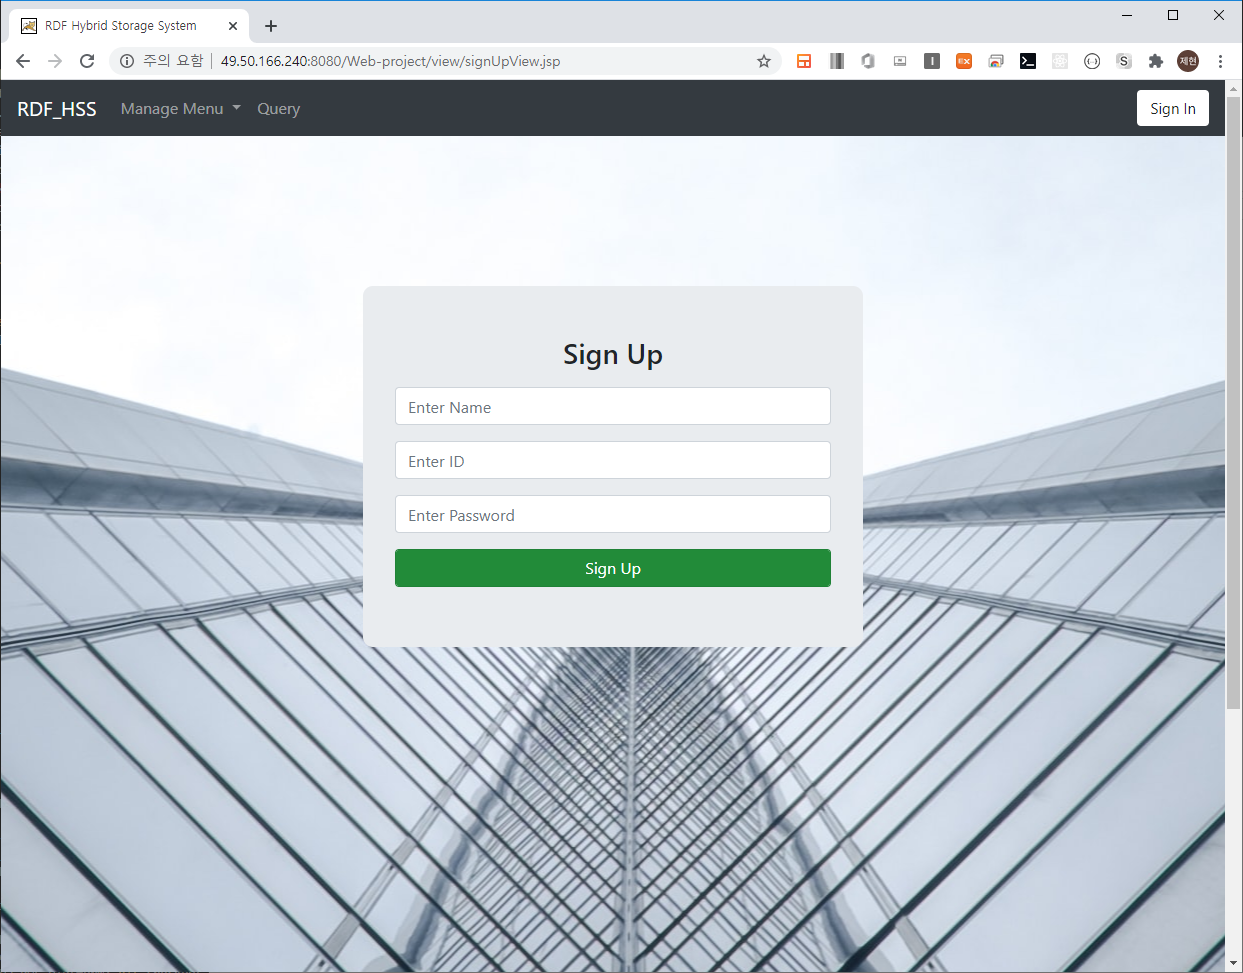 RDF Hybrid Storage System
주의 요함 49.50.166.240:8080/Web-project/view/signUpView.jsp
제현
RDF_HSS Manage Menu Query Sign In
Sign Up
Enter Name
Enter ID
Enter Password
Sign Up